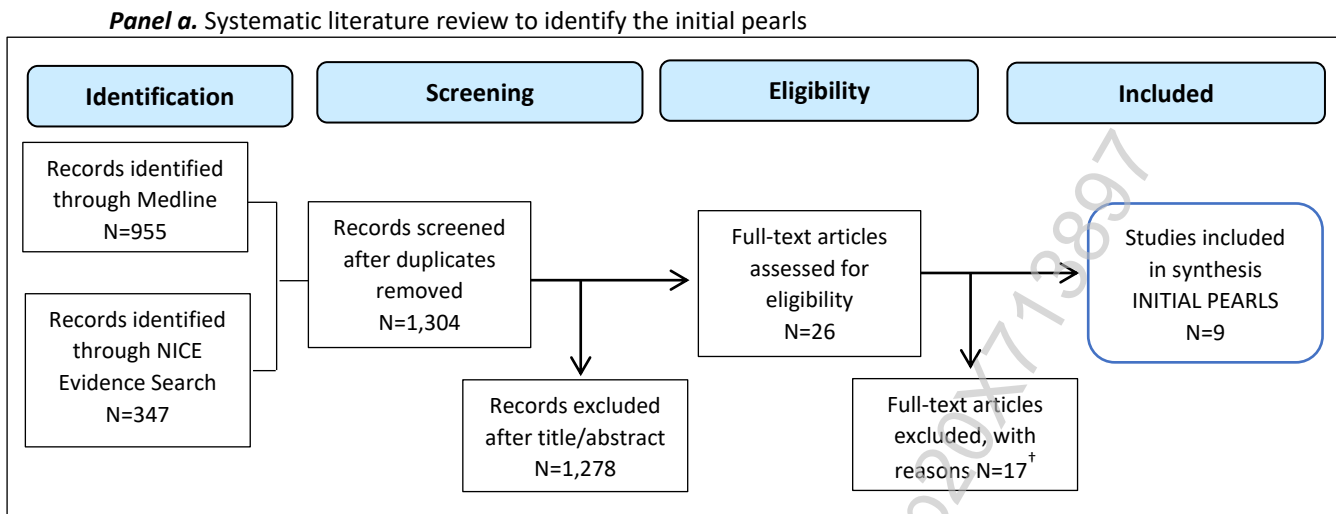 Panel a. Systematic literature review to identify the initial pearls
Identification
Screening
Eligibility
Included
Records identified
through Medline
N=955
Records identified
through NICE
Evidence Search
N=347
Records screened
after duplicates
removed
N=1,304
Records excluded
after title/abstract
N=1,278
Full-text articles
assessed for
eligibility
N=26
Full-text articles
excluded, with
reasons N=17†
Studies included
in synthesis
INITIAL PEARLS
N=9
20X713897